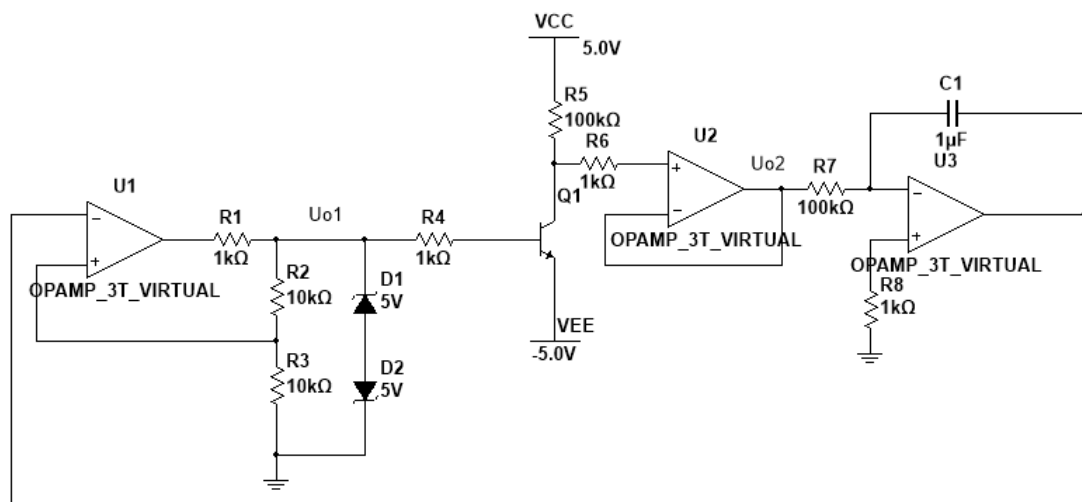 VCC
5.0V
R5
100kΩ
C1
1µF
U1
R1
1kΩ
Uo1
R4
1kΩ
R6
1kΩ
Q1
U2
Uo2
R7
100kΩ
U3
OPAMP_3T_VIRTUAL
OPAMP_3T_VIRTUAL
OPAMP_3T_VIRTUAL
R2
10kΩ
D1
5V
R8
1kΩ
VEE
-5.0V
R3
10kΩ
D2
5V